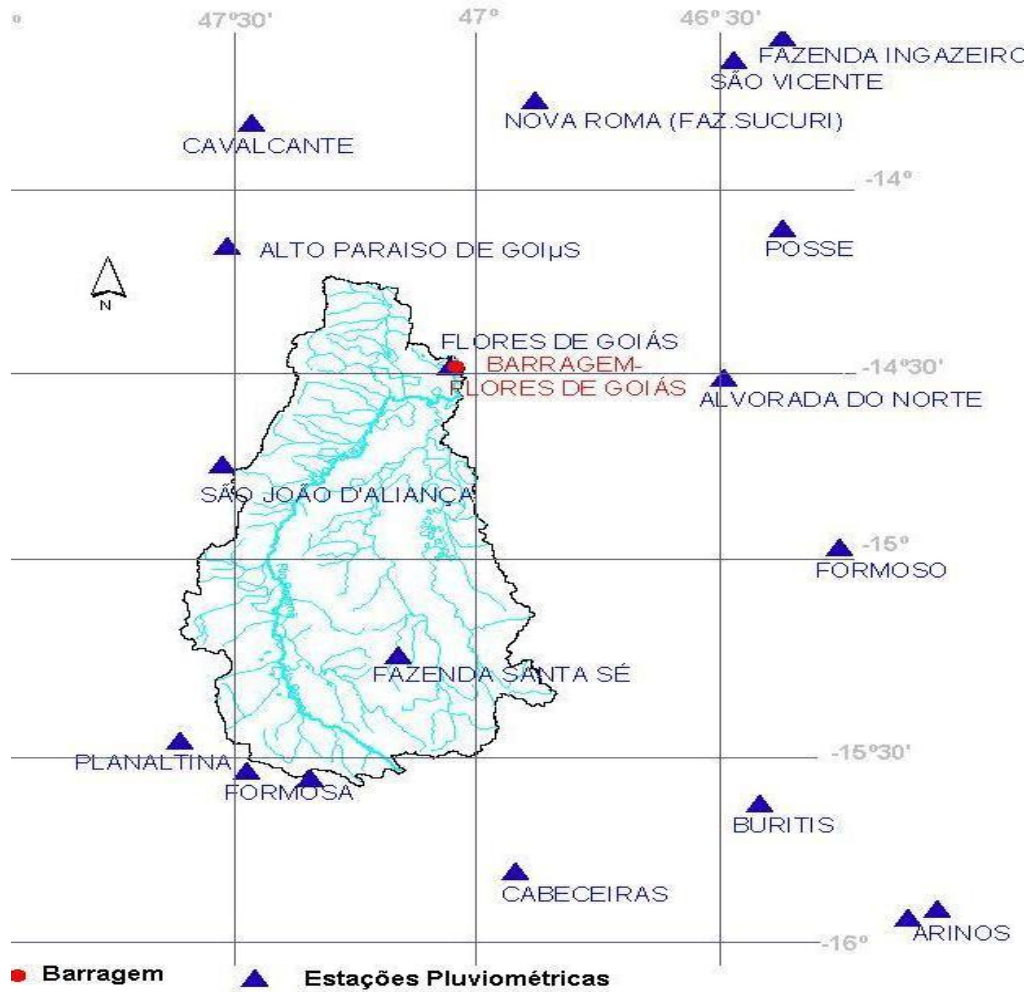 º
47º30'
47º
46º30'
FAZENDA INGAZEIRO
SÃO VICENTE
NOVA ROMA (FAZ.SUCURI)
CAVALCANTE
-14º
ALTO PARAISO DE GOIµS
POSSE
N
FLORES DE GOIÁS
BARRAGEM-
FLORES DE GOIÁS
-14º30'
ALVORADA DO NORTE
SÃO JOÃO D'ALIANÇA
-15º
FORMOSO
FAZENDA SANTA SÉ
PLANALTINA
-15º30'
FORMOSA
BURITIS
CABECEIRAS
ARINOS
-16º
Barragem
Estações Pluviométricas